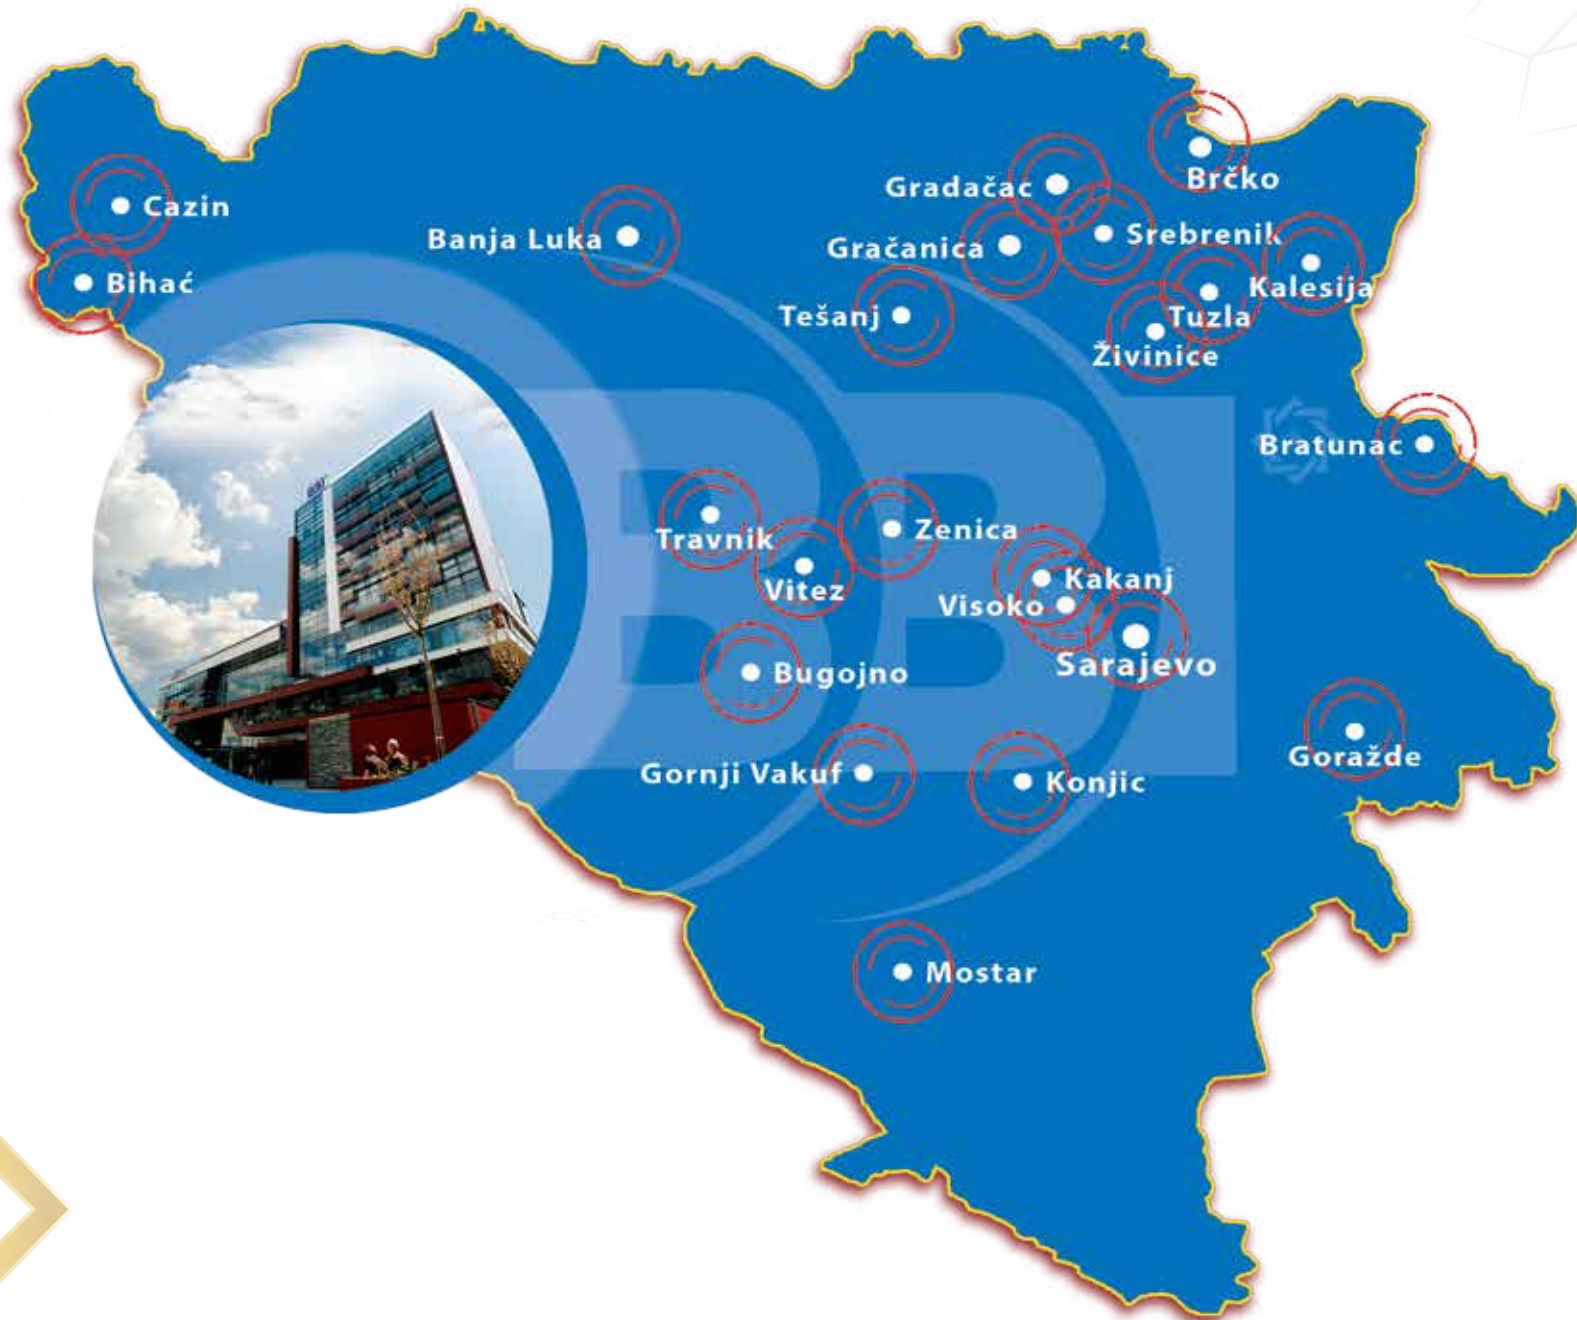 Brčko
Gradačac
Cazin
Srebrenik
Banja Luka
Gračanica
Kalesija
Bihać
Tešanj
Tuzla
Živinice
Bratunac
BBI
Travnik
Zenica
Vitez
Kakanj
Visoko
Sarajevo
Bugojno
Goražde
Gornji Vakuf
Konjic
Mostar